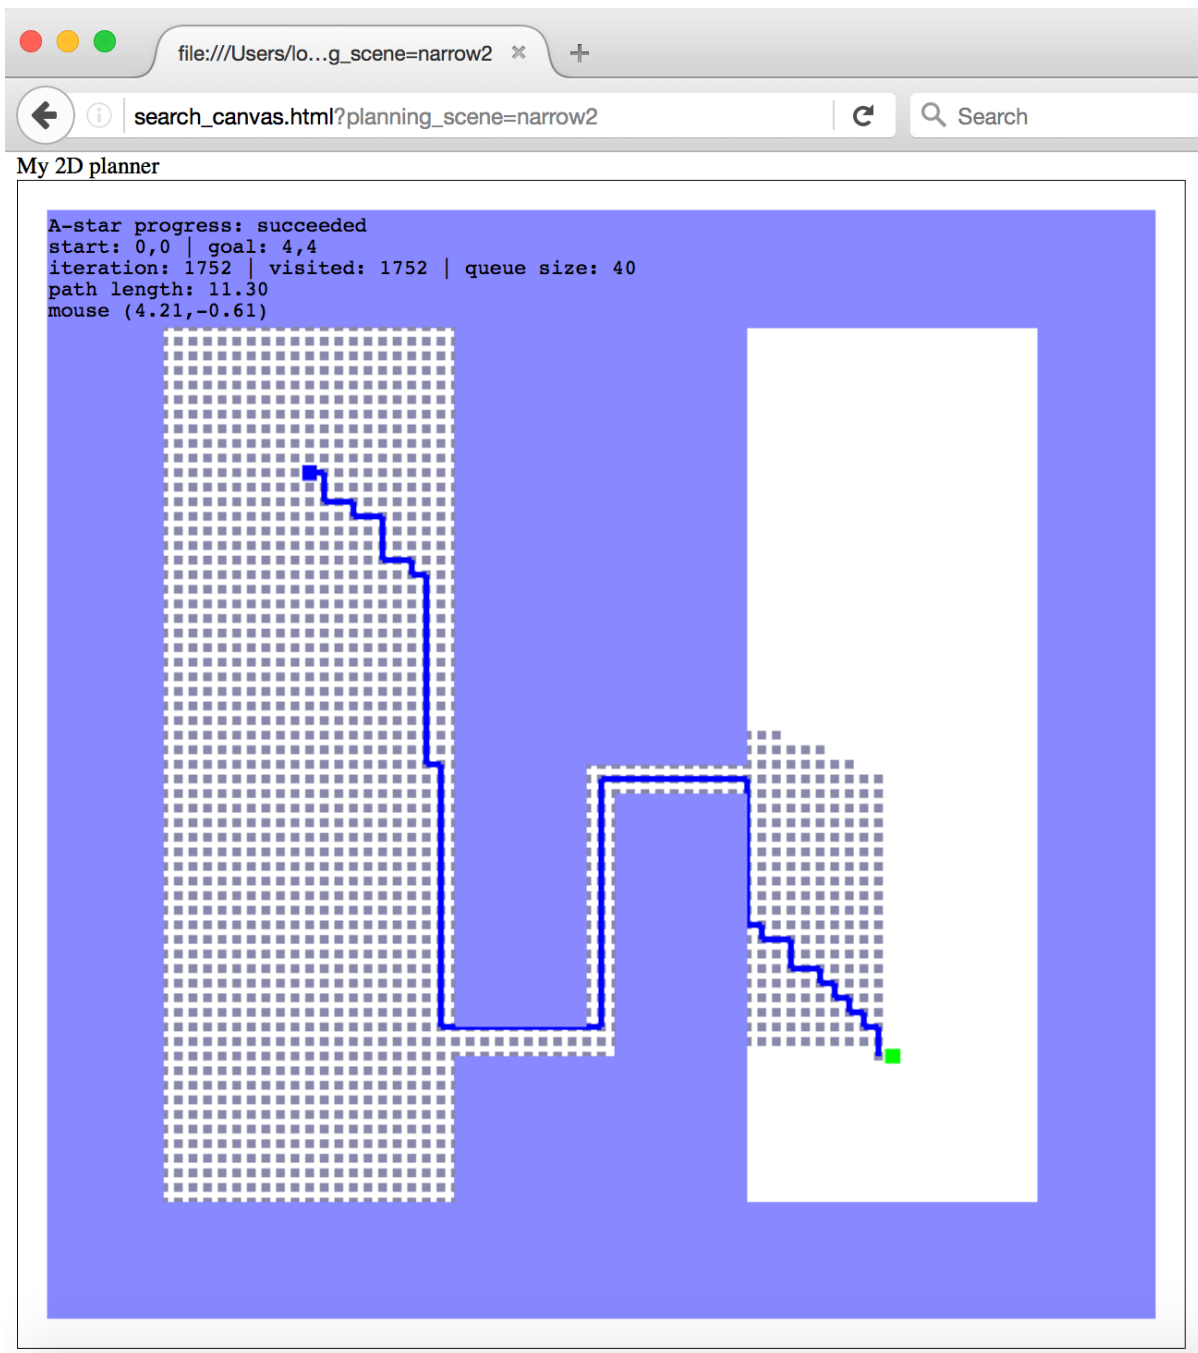 file:///Users/lo...g_scene=narrow2
search_canvas.html?planning_scene=narrow2
Search
My 2D planner
A-star progress: succeeded
start: 0,0 | goal: 4,4
iteration: 1752 | visited: 1752 | queue size: 40
path length: 11.30
mouse (4.21,-0.61)